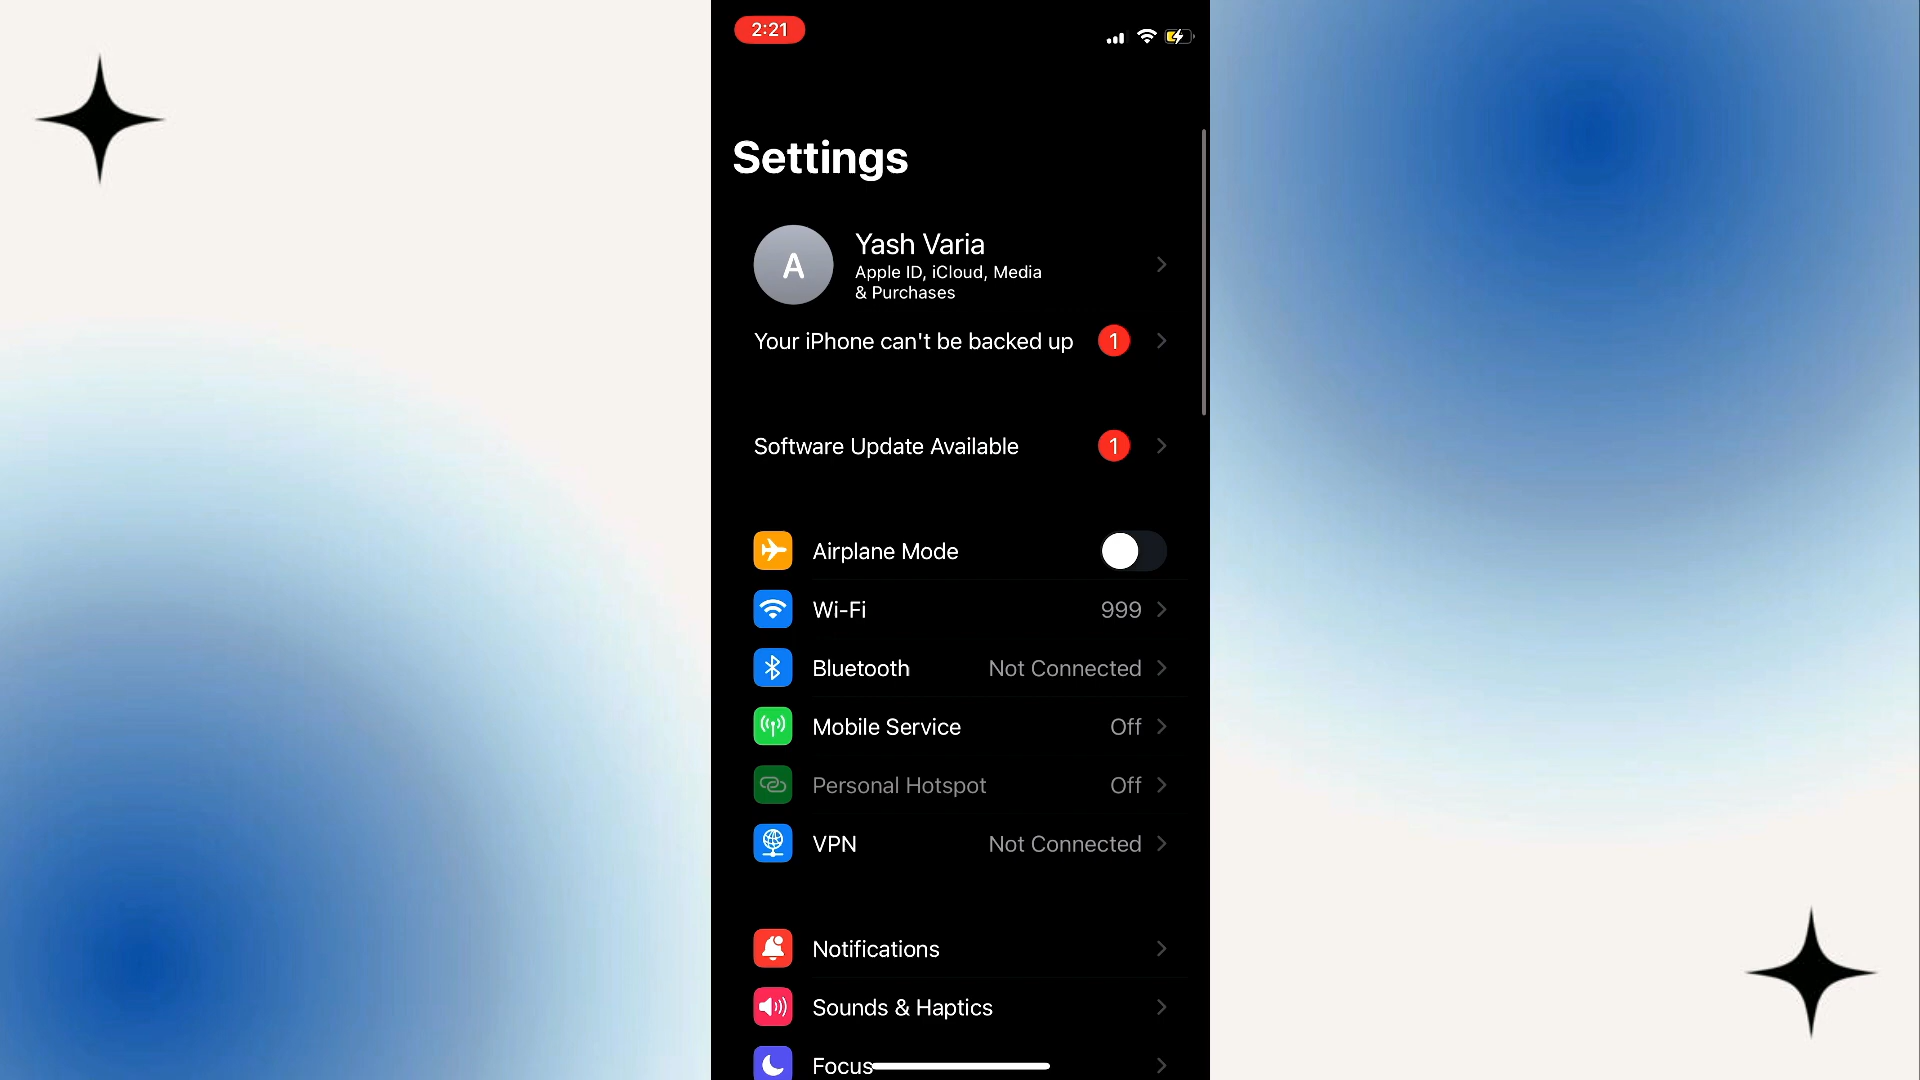 2:21
Settings
A
Yash Varia
Apple ID, iCloud, Media
& Purchases
Your iPhone can't be backed up 1
Software Update Available 1
Airplane Mode
Wi-Fi 999
Bluetooth Not Connected
Mobile Service Off
Personal Hotspot Off
VPN Not Connected
Notifications
Sounds & Haptics
Focus